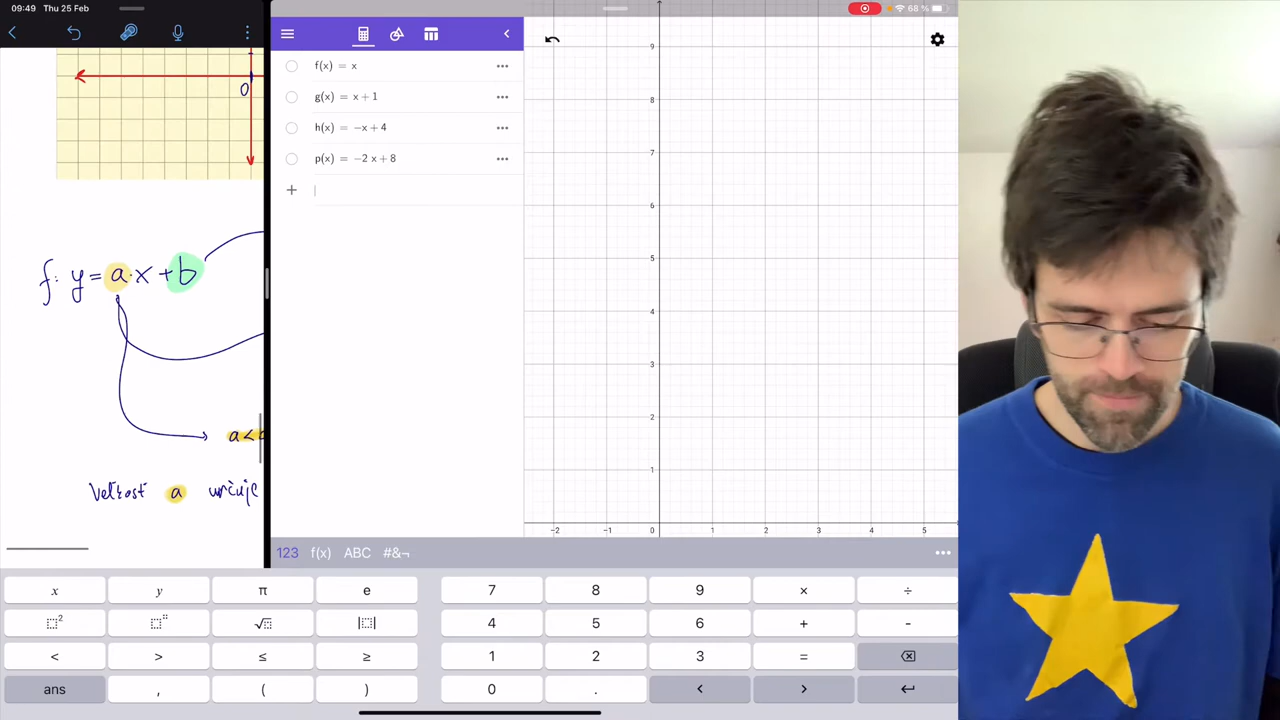 09:49 Thu 25 Feb
68 %
0
f: y = a·x + b
a <
Veľkosť a určuje
f(x) = x
g(x) = x + 1
h(x) = −x + 4
p(x) = −2 x + 8
+
9
8
7
6
5
4
3
2
1
−2 −1 0 1 2 3 4 5
123 f(x) ABC #&¬
x y π e 7 8 9 × ÷
√ 4 5 6 + -
< > ≤ ≥ 1 2 3 =
ans , ( ) 0 . < >